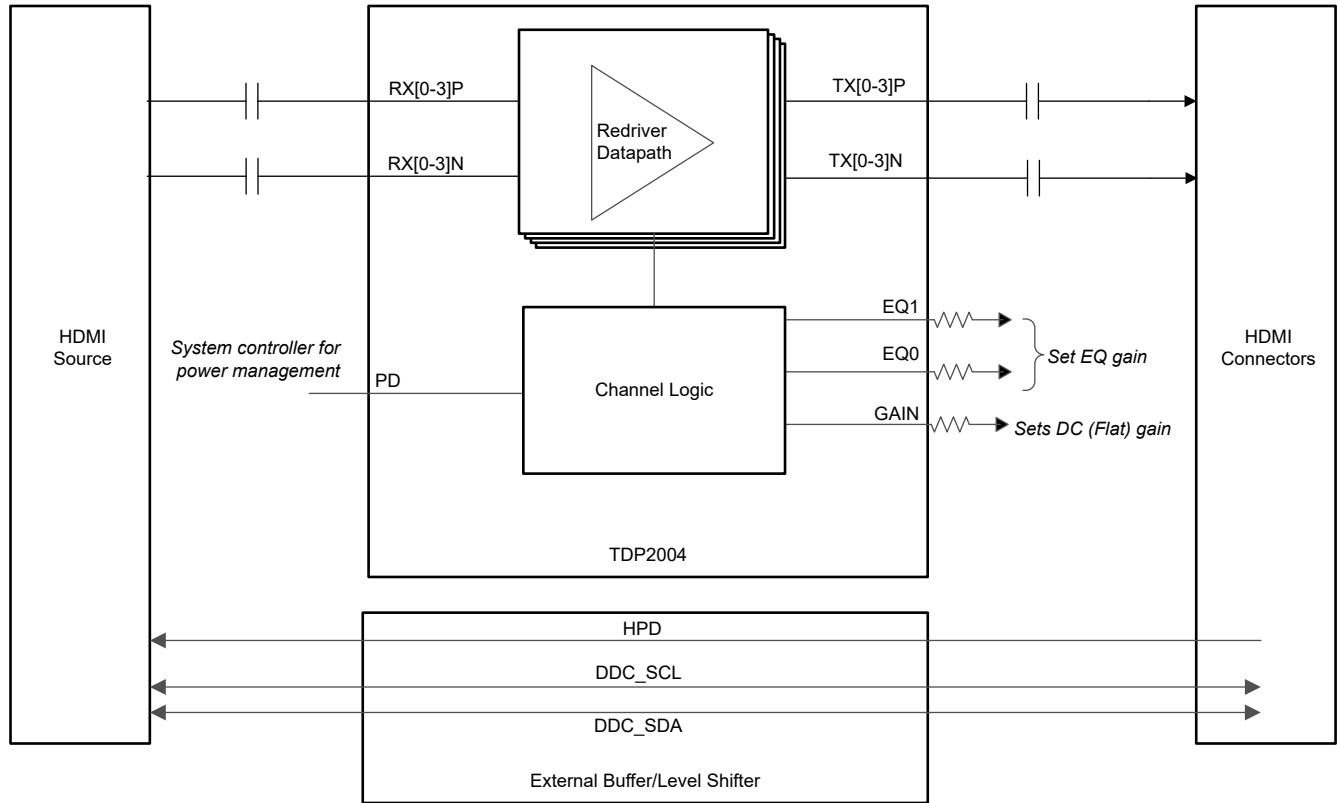 RX[0-3]P
TX[0-3]P
Redriver
Datapath
RX[0-3]N
TX[0-3]N
HDMI
Source
System controller for
power management
PD
Channel Logic
EQ1
EQ0
GAIN
Set EQ gain
Sets DC (Flat) gain
HDMI
Connectors
TDP2004
HPD
DDC_SCL
DDC_SDA
External Buffer/Level Shifter